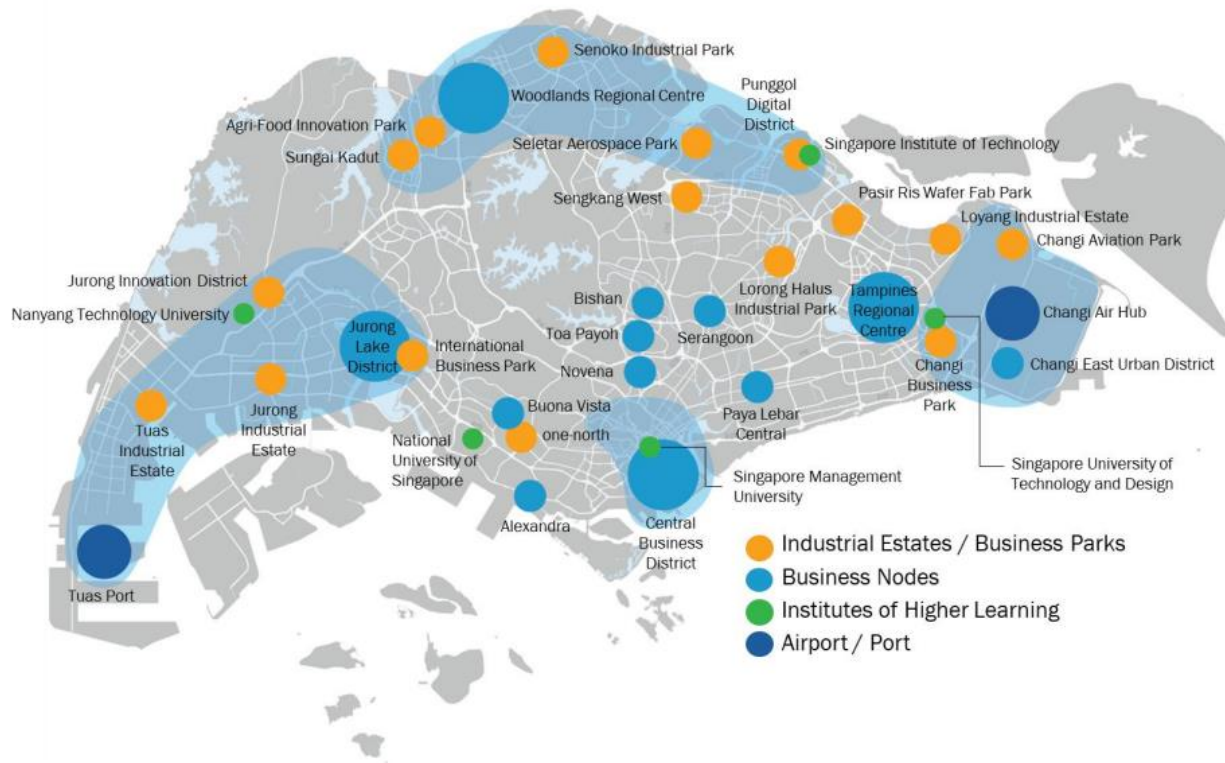 Senoko Industrial Park
Woodlands Regional Centre
Punggol
Digital
District
Agri-Food Innovation Park
Sungai Kadut
Seletar Aerospace Park
Singapore Institute of Technology
Sengkang West
Pasir Ris Wafer Fab Park
Loyang Industrial Estate
Changi Aviation Park
Jurong Innovation District
Nanyang Technology University
Bishan
Lorong Halus
Industrial Park
Tampines
Regional
Centre
Changi Air Hub
Jurong
Lake
District
International
Business Park
Toa Payoh
Serangoon
Novena
Changi East Urban District
Changi
Business
Park
Buona Vista
Paya Lebar
Central
Tuas
Industrial
Estate
Jurong
Industrial
Estate
National
University of
Singapore
one-north
Singapore Management
University
Singapore University of
Technology and Design
Alexandra
Central
Business
District
Tuas Port
Industrial Estates / Business Parks
Business Nodes
Institutes of Higher Learning
Airport / Port